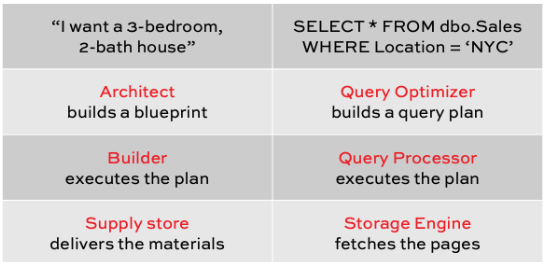 “I want a 3-bedroom,
2-bath house”
SELECT * FROM dbo.Sales
WHERE Location = ‘NYC’
Architect
builds a blueprint
Query Optimizer
builds a query plan
Builder
executes the plan
Query Processor
executes the plan
Supply store
delivers the materials
Storage Engine
fetches the pages